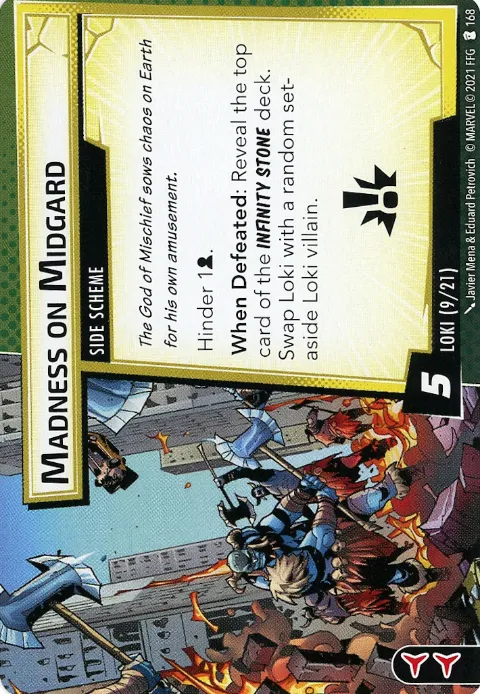 MADNESS ON MIDGARD
SIDE SCHEME
The God of Mischief sows chaos on Earth
for his own amusement.
Hinder 1.
When Defeated: Reveal the top
card of the INFINITY STONE deck.
Swap Loki with a random set-
aside Loki villain.
5
LOKI (9/21)
Javier Mena & Eduard Petrovich © MARVEL © 2021 FFG 168